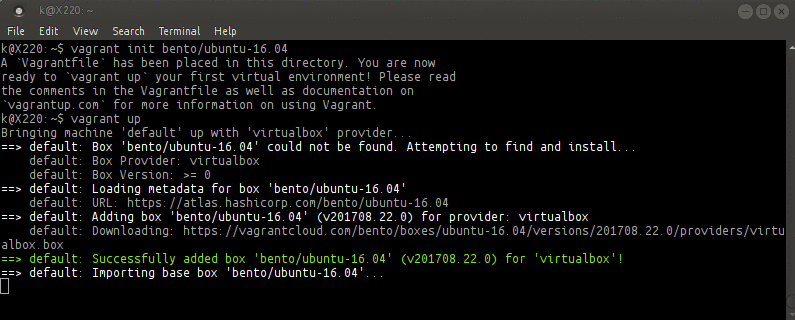 k@X220: ~
File Edit View Search Terminal Help
k@X220:~$ vagrant init bento/ubuntu-16.04
A `Vagrantfile` has been placed in this directory. You are now
ready to `vagrant up` your first virtual environment! Please read
the comments in the Vagrantfile as well as documentation on
`vagrantup.com` for more information on using Vagrant.
k@X220:~$ vagrant up
Bringing machine 'default' up with 'virtualbox' provider...
==> default: Box 'bento/ubuntu-16.04' could not be found. Attempting to find and install...
    default: Box Provider: virtualbox
    default: Box Version: >= 0
==> default: Loading metadata for box 'bento/ubuntu-16.04'
    default: URL: https://atlas.hashicorp.com/bento/ubuntu-16.04
==> default: Adding box 'bento/ubuntu-16.04' (v201708.22.0) for provider: virtualbox
    default: Downloading: https://vagrantcloud.com/bento/boxes/ubuntu-16.04/versions/201708.22.0/providers/virtu
albox.box
==> default: Successfully added box 'bento/ubuntu-16.04' (v201708.22.0) for 'virtualbox'!
==> default: Importing base box 'bento/ubuntu-16.04'...